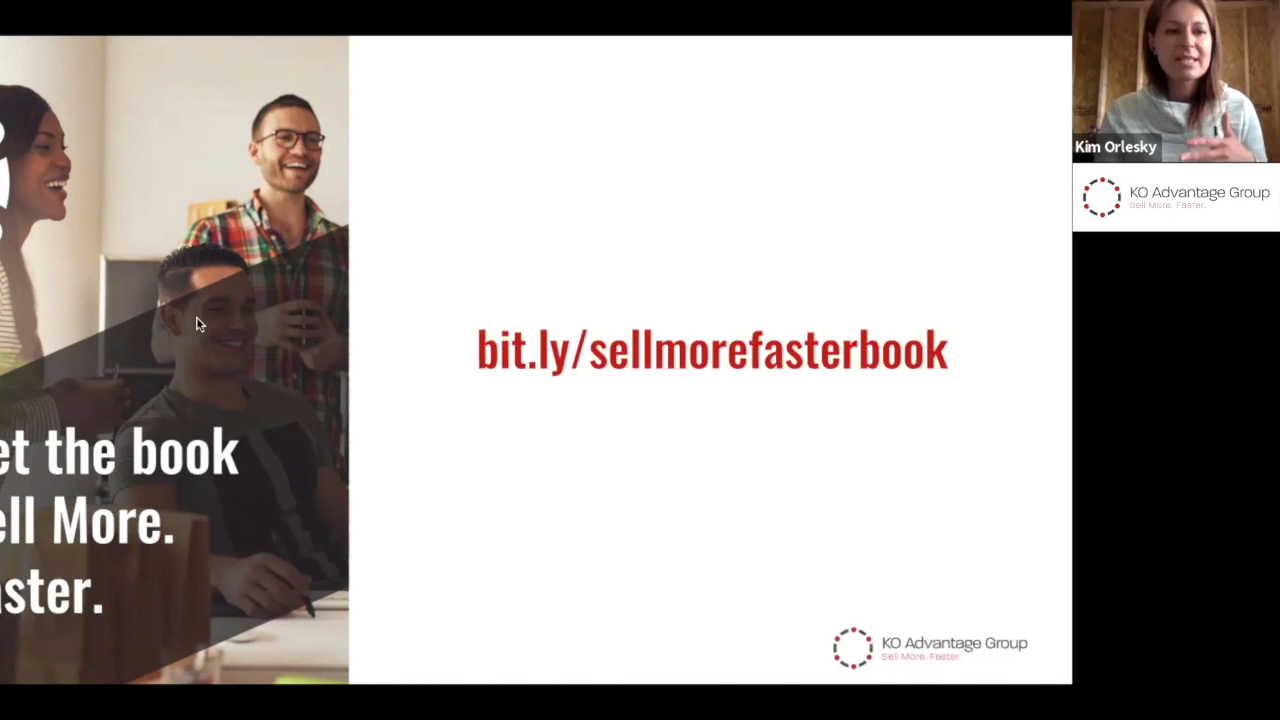 Kim Orlesky
KO Advantage Group
Sell More. Faster.
bit.ly/sellmorefasterbook
et the book
ell More.
aster.
KO Advantage Group
Sell More. Faster.